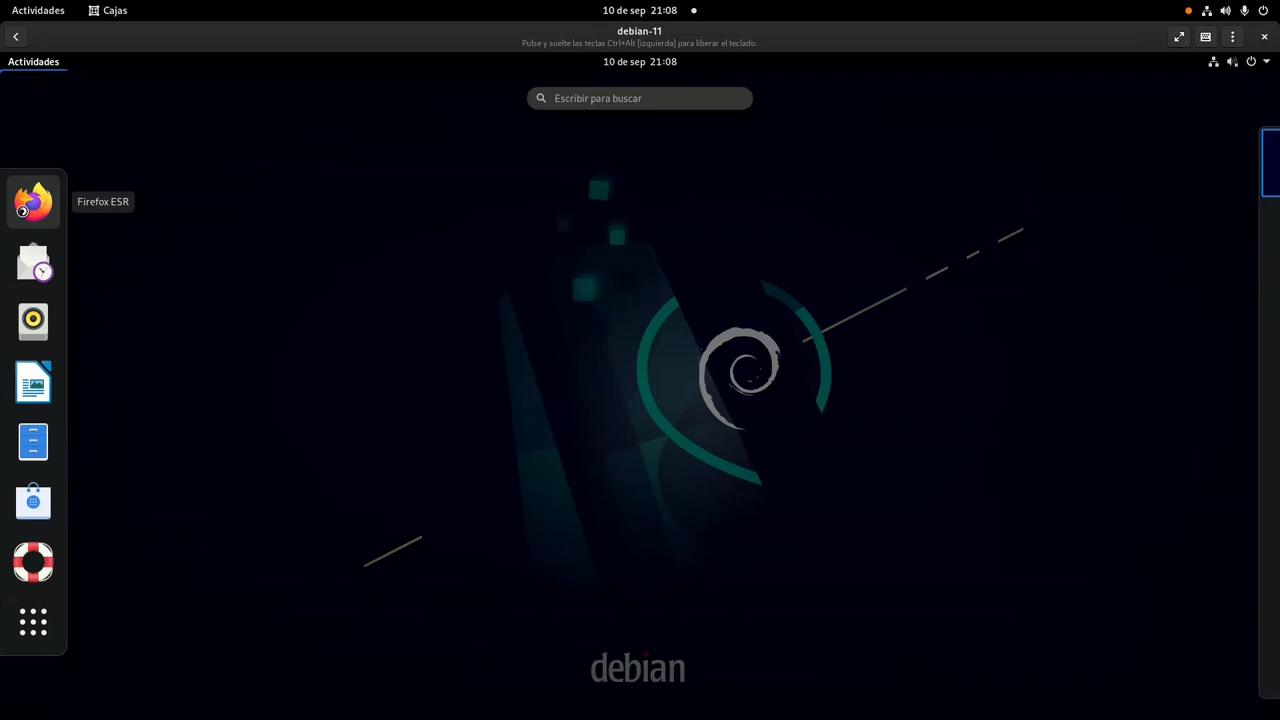 Actividades Cajas 10 de sep 21:08
debian-11
Pulse y suelte las teclas Ctrl+Alt [izquierda] para liberar el teclado.
Actividades 10 de sep 21:08
Escribir para buscar
Firefox ESR
debian